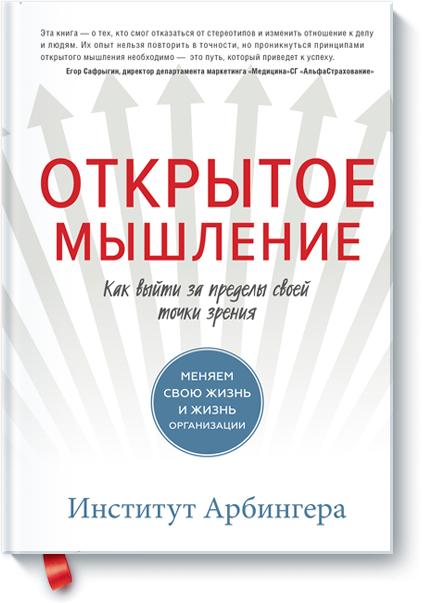 Эта книга — о тех, кто смог отказаться от стереотипов и изменить отношение к делу
и людям. Их опыт нельзя повторить в точности, но проникнуться принципами
открытого мышления необходимо — это путь, который приведет к успеху.
Егор Сафрыгин, директор департамента маркетинга «Медицина»СГ «АльфаСтрахование»
ОТКРЫТОЕ
МЫШЛЕНИЕ
Как выйти за пределы своей
точки зрения
МЕНЯЕМ
СВОЮ ЖИЗНЬ
И ЖИЗНЬ
ОРГАНИЗАЦИИ
Институт Арбингера